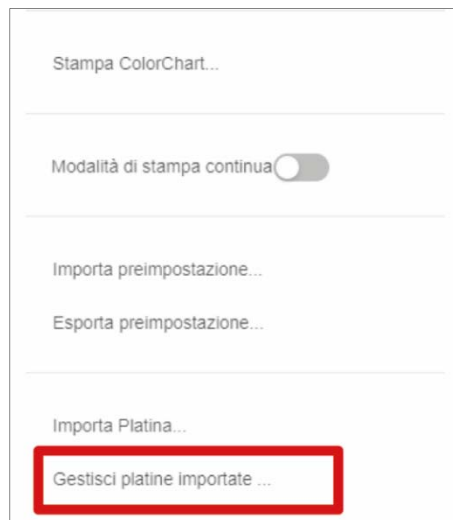 Stampa ColorChart...
Modalità di stampa continua
Importa preimpostazione...
Esporta preimpostazione...
Importa Platina...
Gestisci platine importate ...